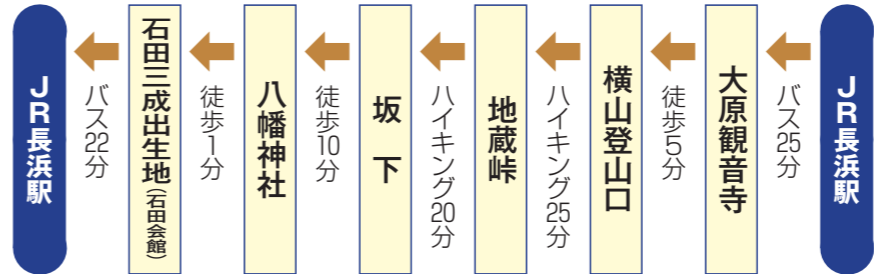 JR長浜駅
バス25分
大原観音寺
徒歩5分
横山登山口
ハイキング25分
地蔵峠
ハイキング20分
坂下
徒歩10分
八幡神社
徒歩1分
石田三成出生地(石田会館)
バス22分
JR長浜駅